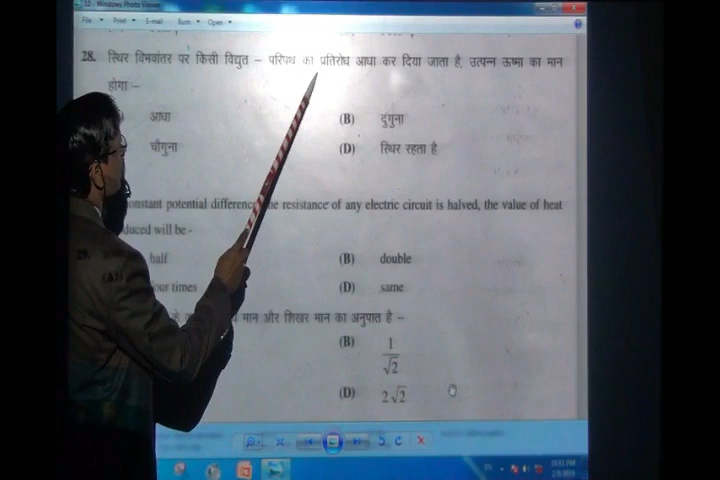 Windows Photo Viewer
File Print E-mail Burn Open
28. स्थिर विभवांतर पर किसी विद्युत – परिपथ का प्रतिरोध आधा कर दिया जाता है, उत्पन्न ऊष्मा का मान
होगा –
आधा (B) दुगुना
चौगुना (D) स्थिर रहता है
onstant potential difference, he resistance of any electric circuit is halved, the value of heat
duced will be -
half (B) double
our times (D) same
मान और शिखर मान का अनुपात है –
(B) 1/√2
(D) 2√2